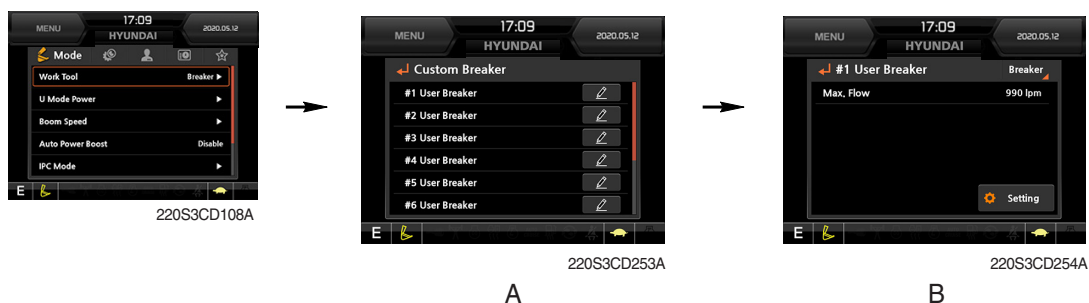 MENU 17:09 2020.05.12
HYUNDAI
Mode
Work Tool Breaker ▶
U Mode Power ▶
Boom Speed ▶
Auto Power Boost Disable
IPC Mode ▶
E
220S3CD108A
MENU 17:09 2020.05.12
HYUNDAI
Custom Breaker
#1 User Breaker
#2 User Breaker
#3 User Breaker
#4 User Breaker
#5 User Breaker
#6 User Breaker
E
220S3CD253A
A
MENU 17:09 2020.05.12
HYUNDAI
#1 User Breaker Breaker
Max, Flow 990 lpm
Setting
E
220S3CD254A
B